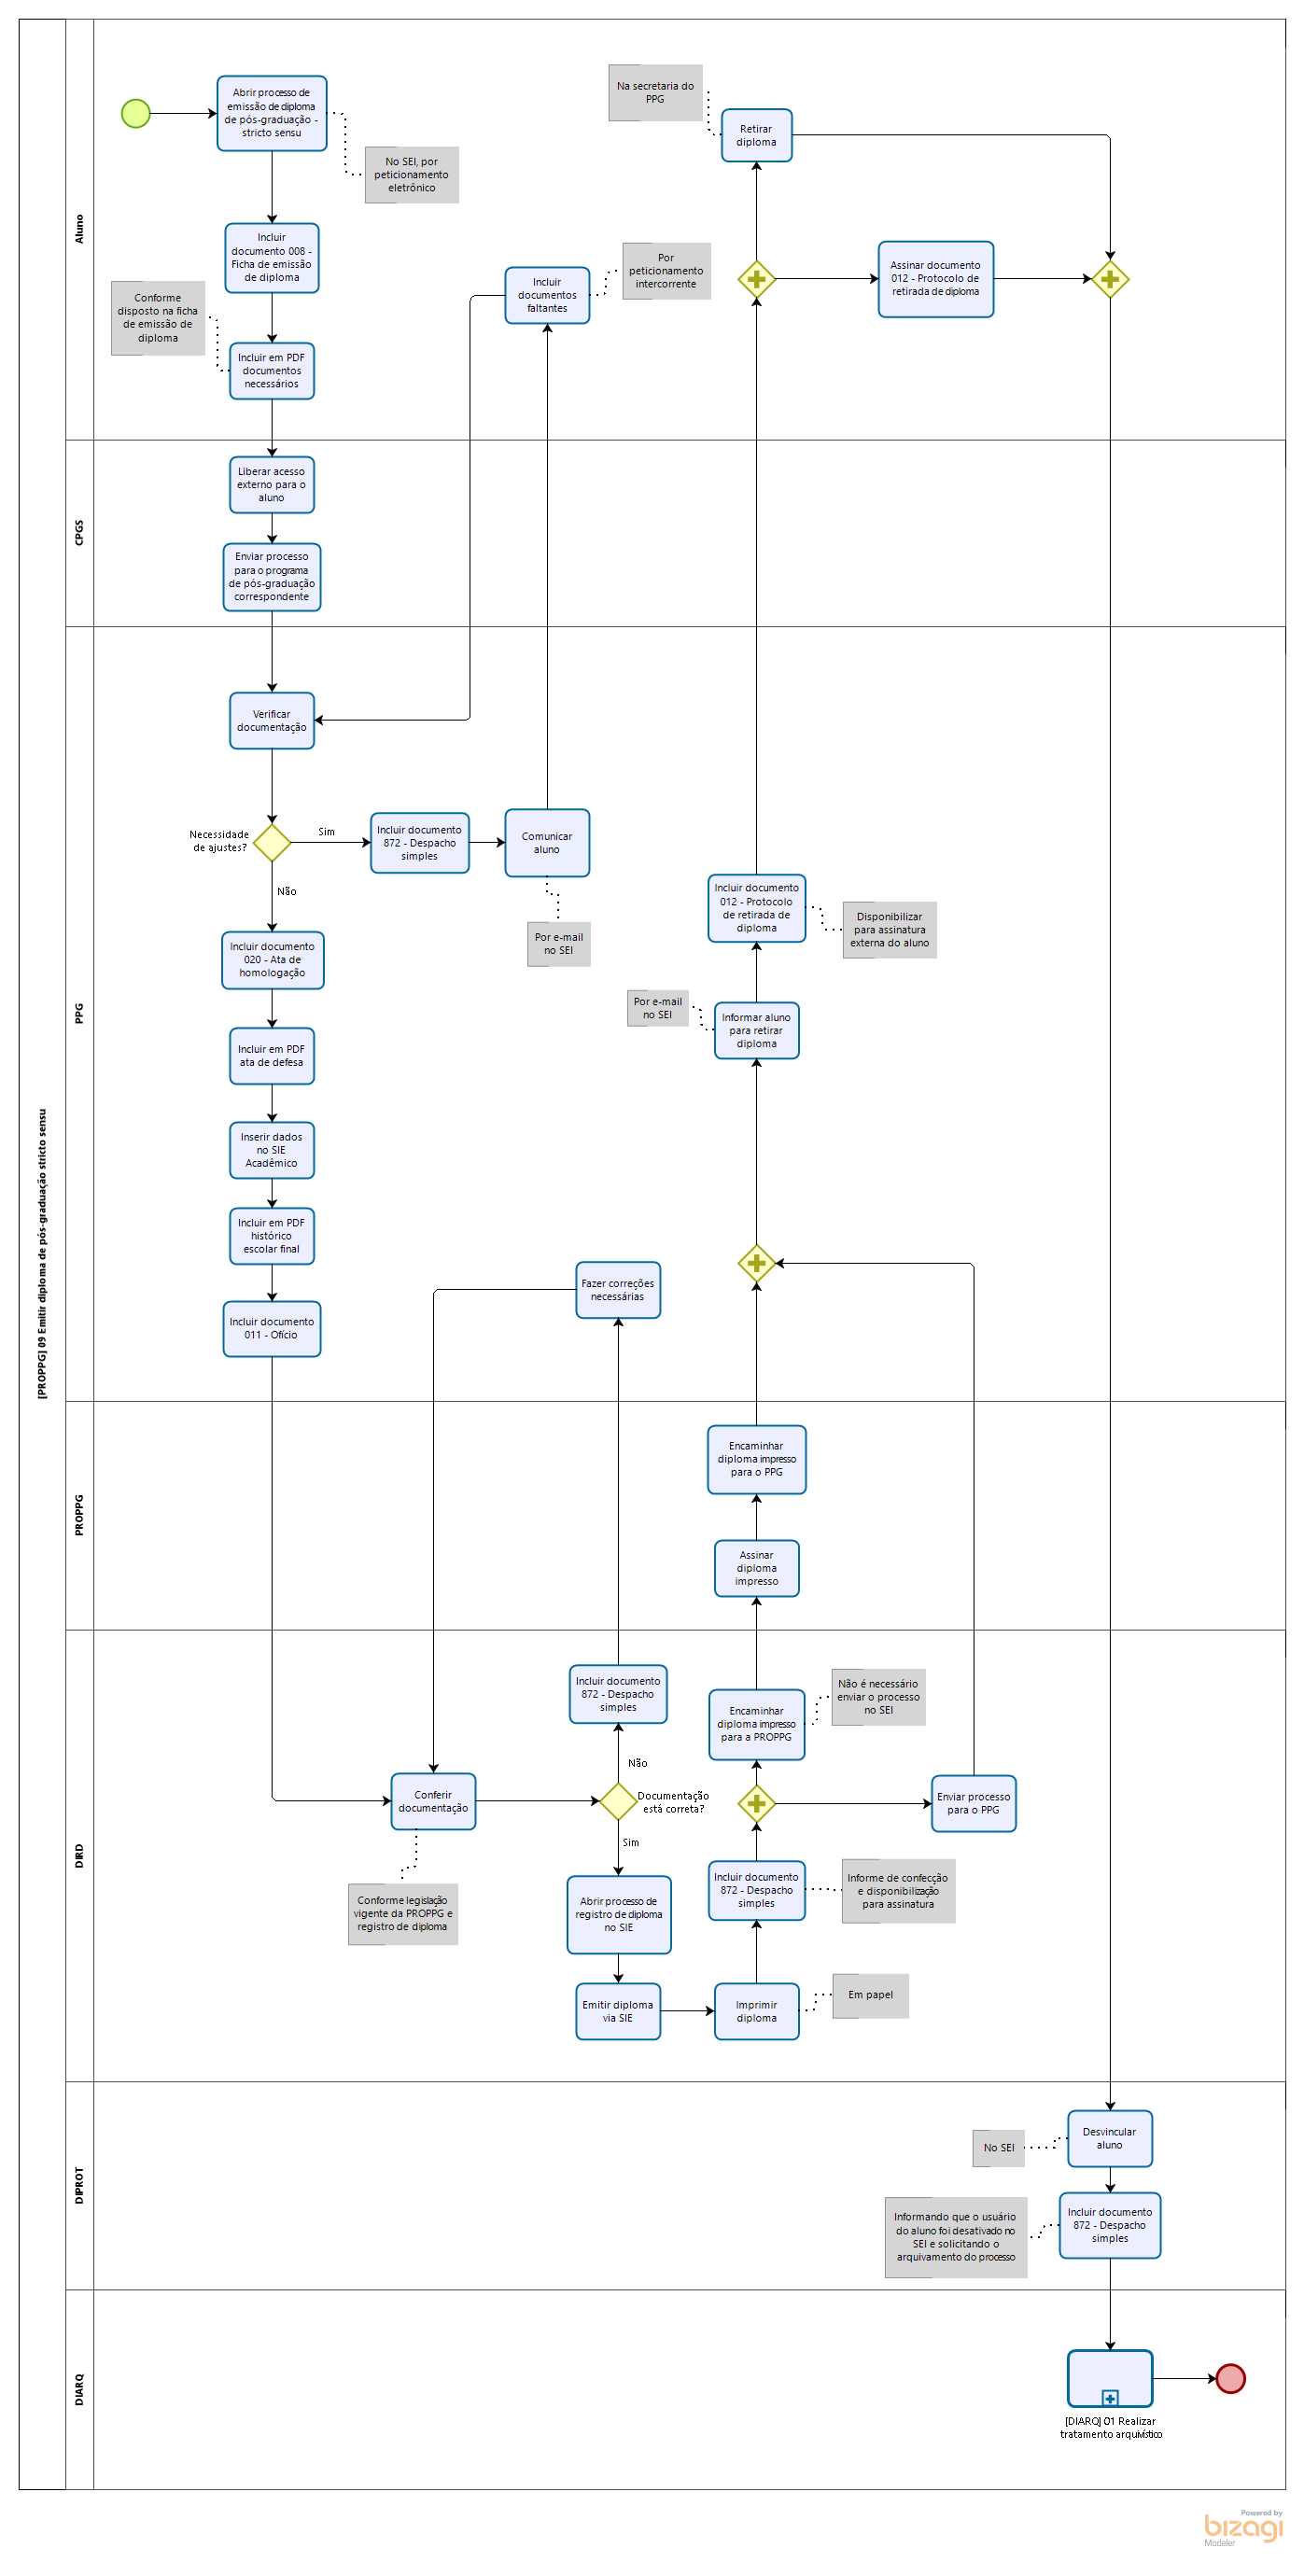 [PROPPG] 09 Emitir diploma de pós-graduação stricto sensu
Aluno
Abrir processo de
emissão de diploma
de pós-graduação -
stricto sensu
No SEI, por
peticionamento
eletrônico
Incluir
documento 008 -
Ficha de emissão
de diploma
Conforme
disposto na ficha
de emissão de
diploma
Incluir em PDF
documentos
necessários
Incluir
documentos
faltantes
Por
peticionamento
intercorrente
Na secretaria do
PPG
Retirar
diploma
Assinar documento
012 - Protocolo de
retirada de diploma
CPGS
Liberar acesso
externo para o
aluno
Enviar processo
para o programa
de pós-graduação
correspondente
PPG
Verificar
documentação
Necessidade
de ajustes?
Sim
Não
Incluir documento
872 - Despacho
simples
Comunicar
aluno
Por e-mail
no SEI
Incluir documento
020 - Ata de
homologação
Incluir em PDF
ata de defesa
Inserir dados
no SIE
Acadêmico
Incluir em PDF
histórico
escolar final
Incluir documento
011 - Ofício
Fazer correções
necessárias
Incluir documento
012 - Protocolo
de retirada de
diploma
Disponibilizar
para assinatura
externa do aluno
Por e-mail
no SEI
Informar aluno
para retirar
diploma
PROPPG
Encaminhar
diploma impresso
para o PPG
Assinar
diploma
impresso
DIRD
Incluir documento
872 - Despacho
simples
Não
Conferir
documentação
Documentação
está correta?
Sim
Conforme legislação
vigente da PROPPG e
registro de diploma
Abrir processo de
registro de diploma
no SIE
Emitir diploma
via SIE
Imprimir
diploma
Em papel
Incluir documento
872 - Despacho
simples
Informe de confecção
e disponibilização
para assinatura
Encaminhar
diploma impresso
para a PROPPG
Não é necessário
enviar o processo
no SEI
Enviar processo
para o PPG
DIPROT
Desvincular
aluno
No SEI
Incluir documento
872 - Despacho
simples
Informando que o usuário
do aluno foi desativado no
SEI e solicitando o
arquivamento do processo
DIARQ
[DIARQ] 01 Realizar
tratamento arquivístico
Powered by
bizagi
Modeler